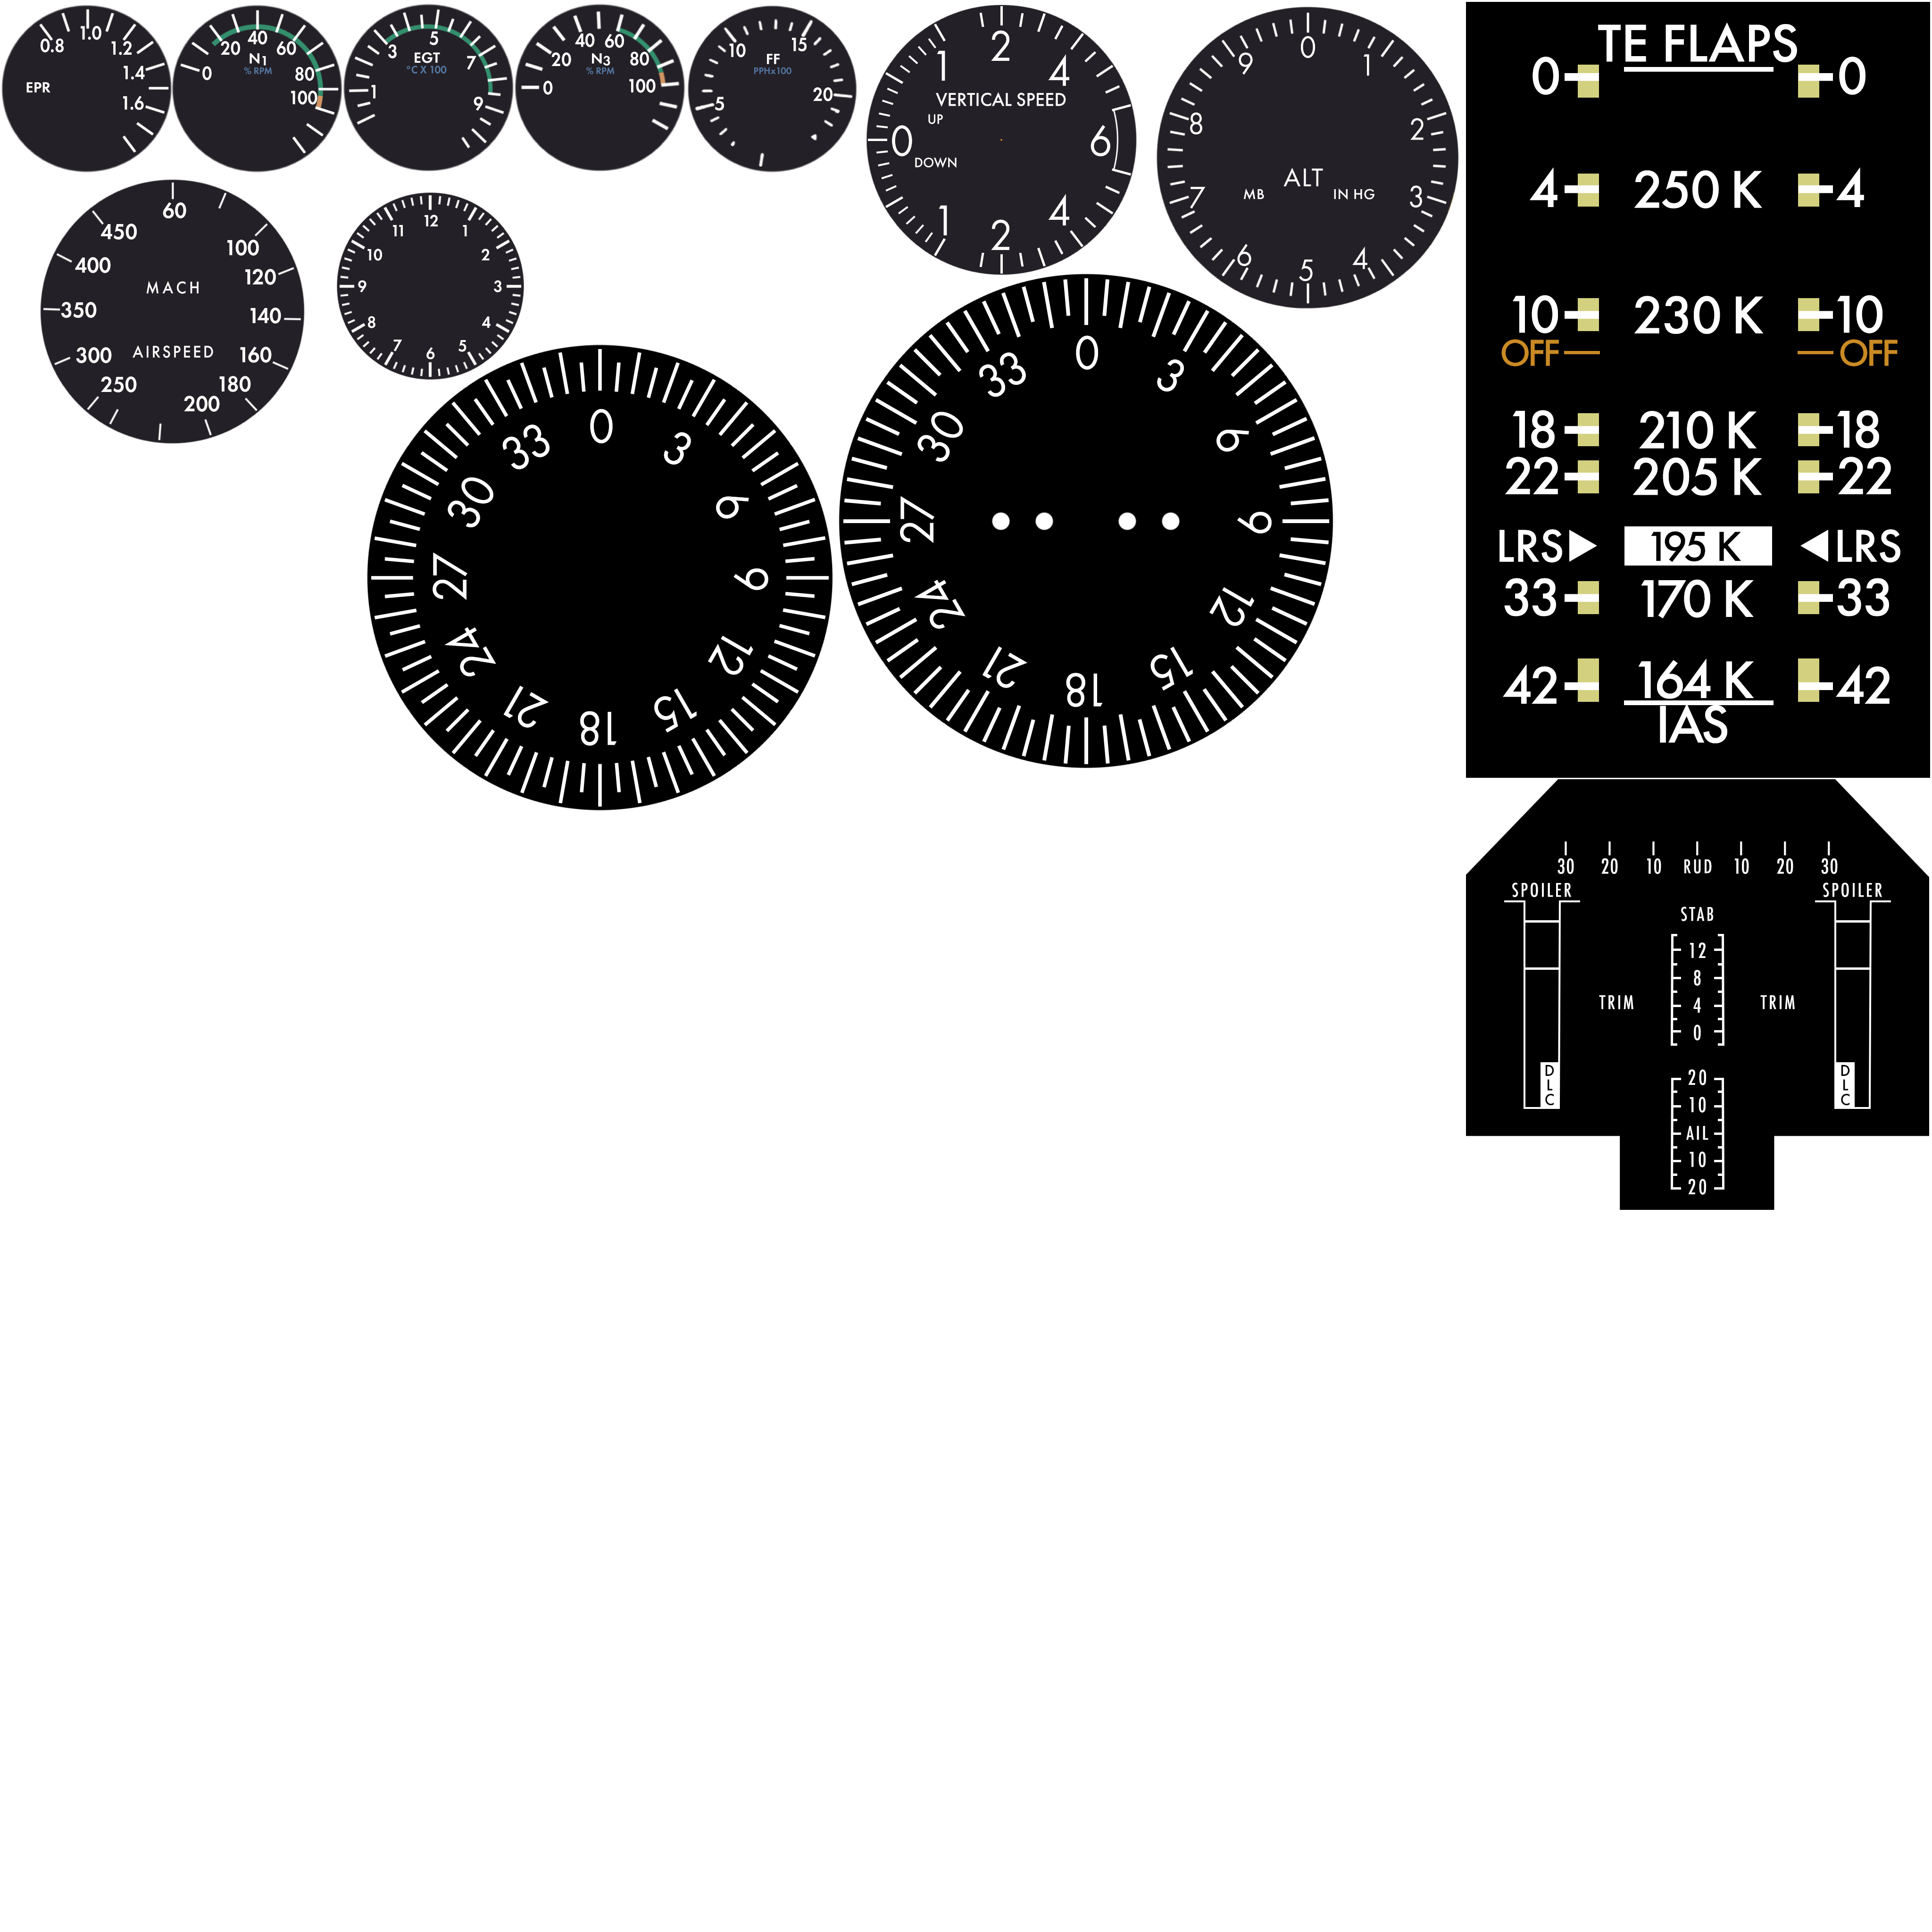 0.8 1.0 1.2 1.4 1.6
EPR
0 20 40 60 80 100
N1
% RPM
1 3 5 7 9
EGT
°C X 100
0 20 40 60 80 100
N3
% RPM
5 10 15 20
FF
PPHx100
0 1 2 4 6 4 2 1
VERTICAL SPEED
UP
DOWN
0 1 2 3 4 5 6 7 8 9
ALT
MB IN HG
60 100 120 140 160 180 200 250 300 350 400 450
MACH
AIRSPEED
12 1 2 3 4 5 6 7 8 9 10 11
0 3 6 9 12 15 18 21 24 27 30 33
0 3 6 9 12 15 18 21 24 27 30 33
TE FLAPS
0 0
4 250 K 4
10 230 K 10
OFF OFF
18 210 K 18
22 205 K 22
LRS 195 K LRS
33 170 K 33
42 164 K 42
IAS
30 20 10 RUD 10 20 30
SPOILER SPOILER
STAB
12
8
TRIM 4 TRIM
0
DLC DLC
20
10
AIL
10
20